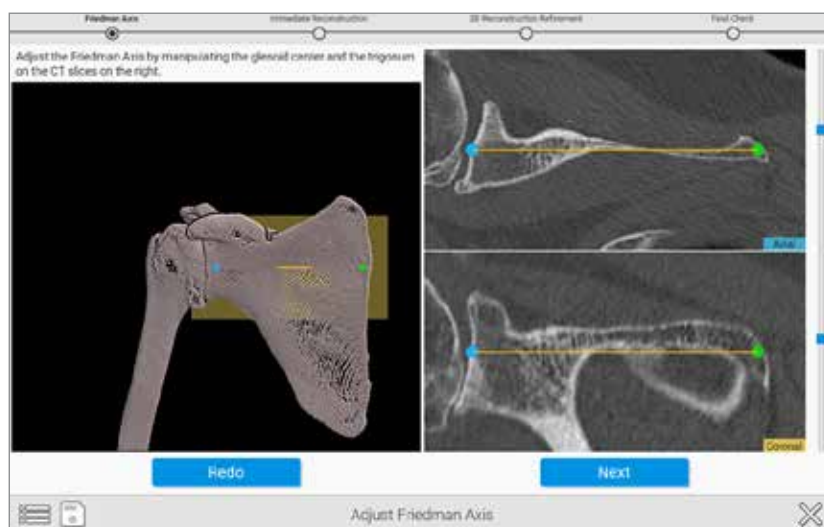 Friedman Axis
Immediate Reconstruction
3D Reconstruction Refinement
Final Check
Adjust the Friedman Axis by manipulating the glenoid center and the trigonum
on the CT slices on the right.
Axial
Coronal
Redo
Next
Adjust Friedman Axis